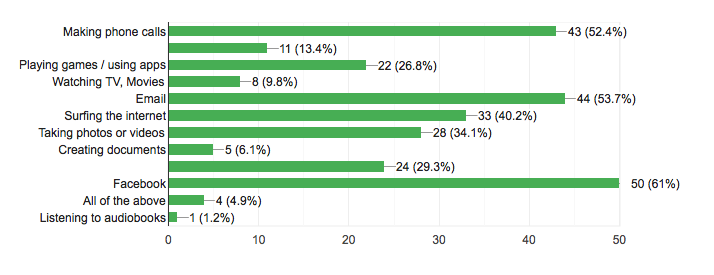 Making phone calls 43 (52.4%)
11 (13.4%)
Playing games / using apps 22 (26.8%)
Watching TV, Movies 8 (9.8%)
Email 44 (53.7%)
Surfing the internet 33 (40.2%)
Taking photos or videos 28 (34.1%)
Creating documents 5 (6.1%)
24 (29.3%)
Facebook 50 (61%)
All of the above 4 (4.9%)
Listening to audiobooks 1 (1.2%)
0 10 20 30 40 50